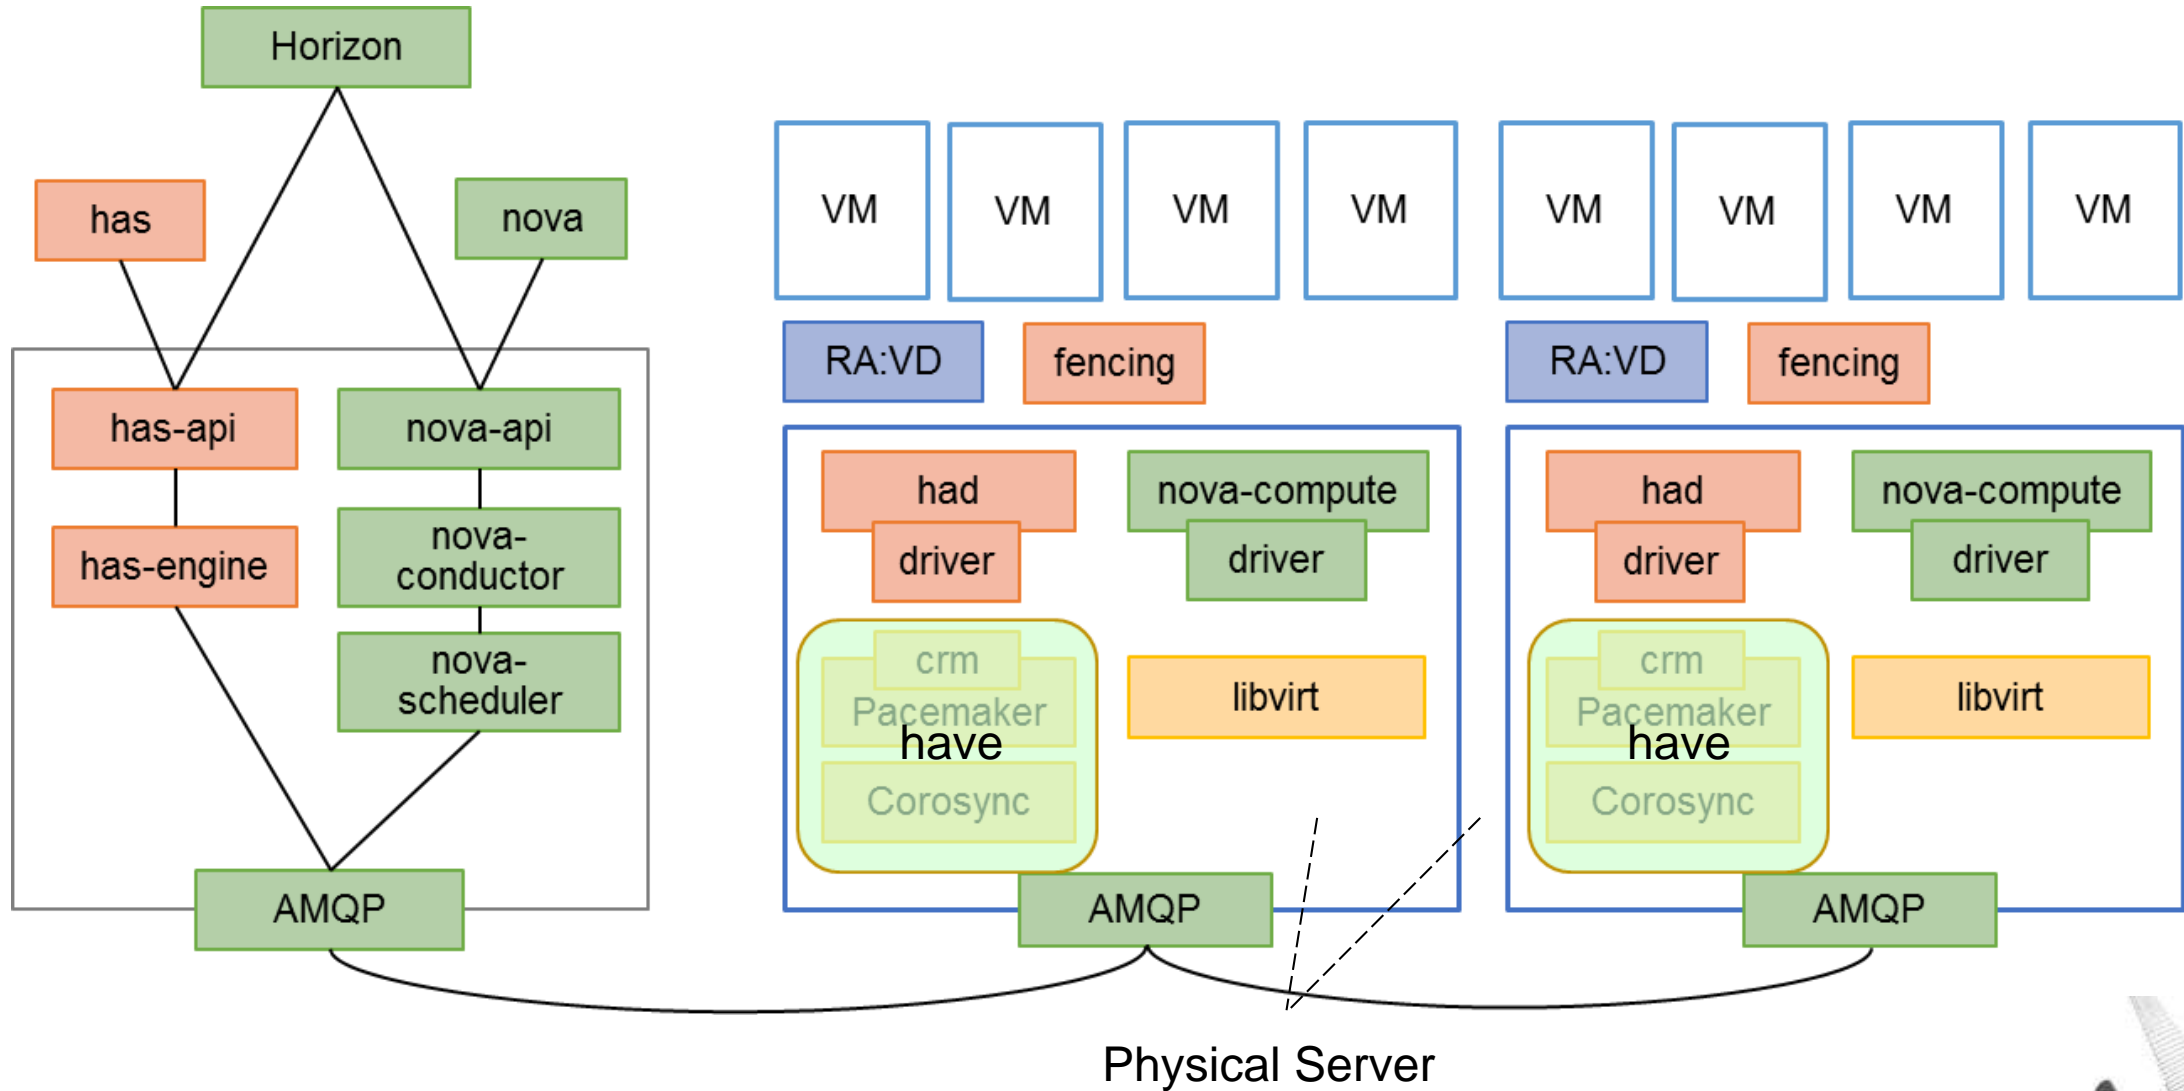 Horizon
has
nova
has-api
nova-api
has-engine
nova-
conductor
nova-
scheduler
AMQP
VM
VM
VM
VM
RA:VD
fencing
had
driver
nova-compute
driver
crm
Pacemaker
have
Corosync
libvirt
AMQP
VM
VM
VM
VM
RA:VD
fencing
had
driver
nova-compute
driver
crm
Pacemaker
have
Corosync
libvirt
AMQP
Physical Server